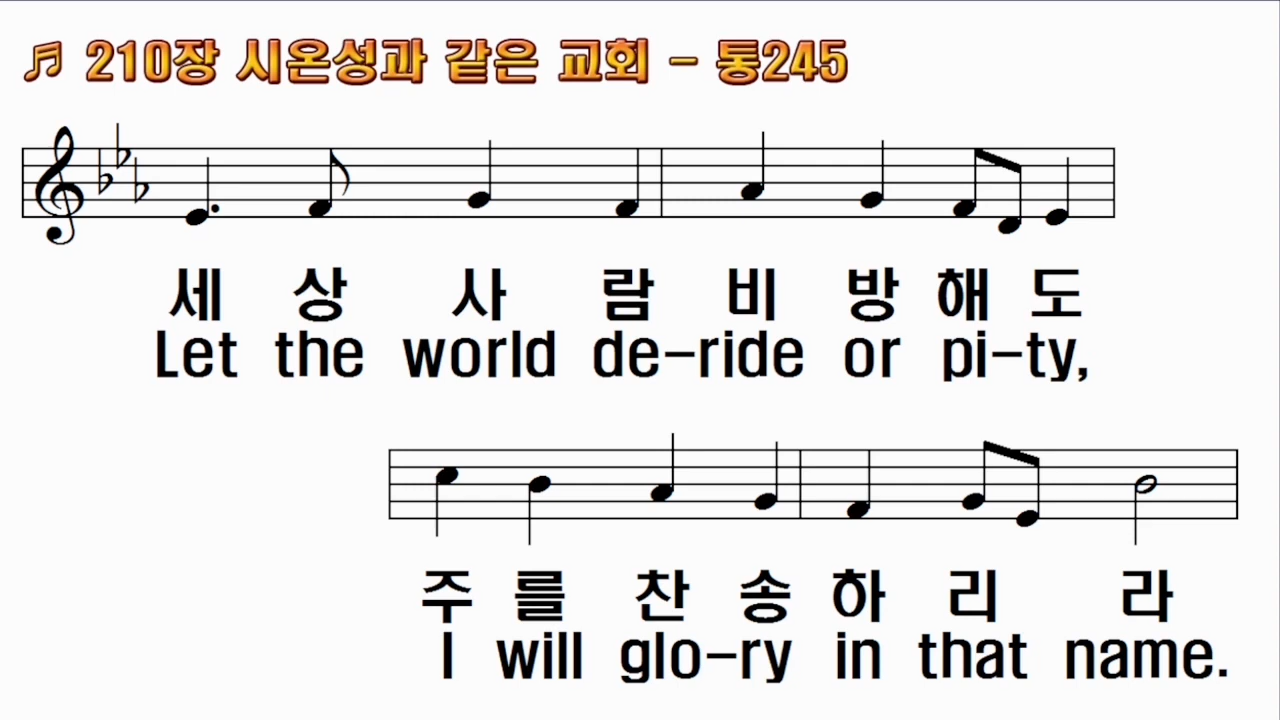 ♬ 210장 시온성과 같은 교회 - 통245
세 상 사 람 비 방 해 도
Let the world de-ride or pi-ty,
주 를 찬 송 하 리 라
I will glo-ry in that name.